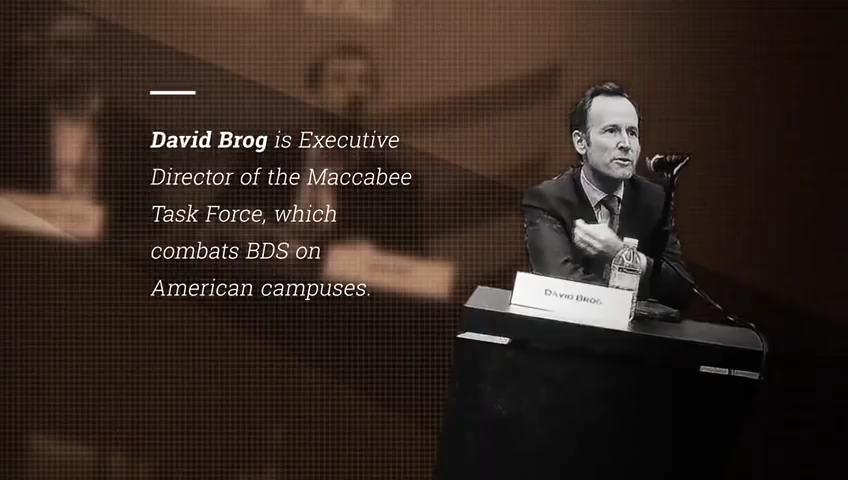 David Brog is Executive
Director of the Maccabee
Task Force, which
combats BDS on
American campuses.
DAVID BROG